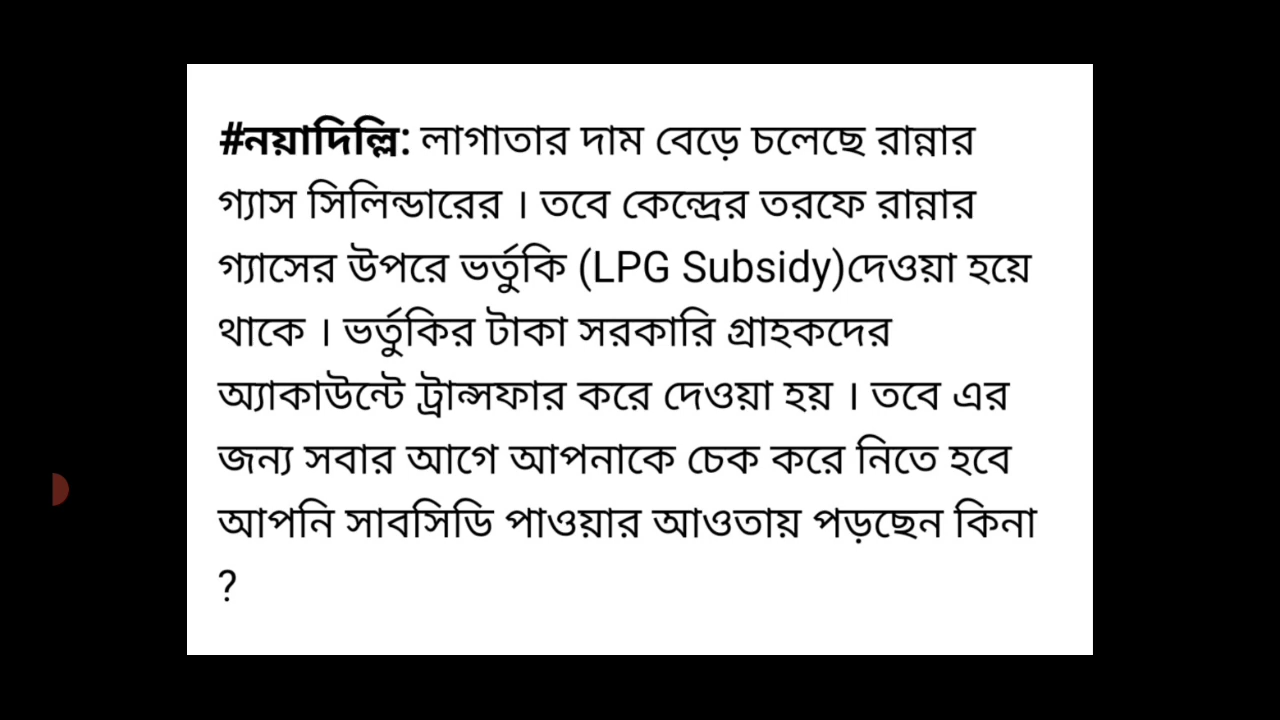 #নয়াদিল্লি: লাগাতার দাম বেড়ে চলেছে রান্নার
গ্যাস সিলিন্ডারের । তবে কেন্দ্রের তরফে রান্নার
গ্যাসের উপরে ভর্তুকি (LPG Subsidy)দেওয়া হয়ে
থাকে । ভর্তুকির টাকা সরকারি গ্রাহকদের
অ্যাকাউন্টে ট্রান্সফার করে দেওয়া হয় । তবে এর
জন্য সবার আগে আপনাকে চেক করে নিতে হবে
আপনি সাবসিডি পাওয়ার আওতায় পড়ছেন কিনা
?